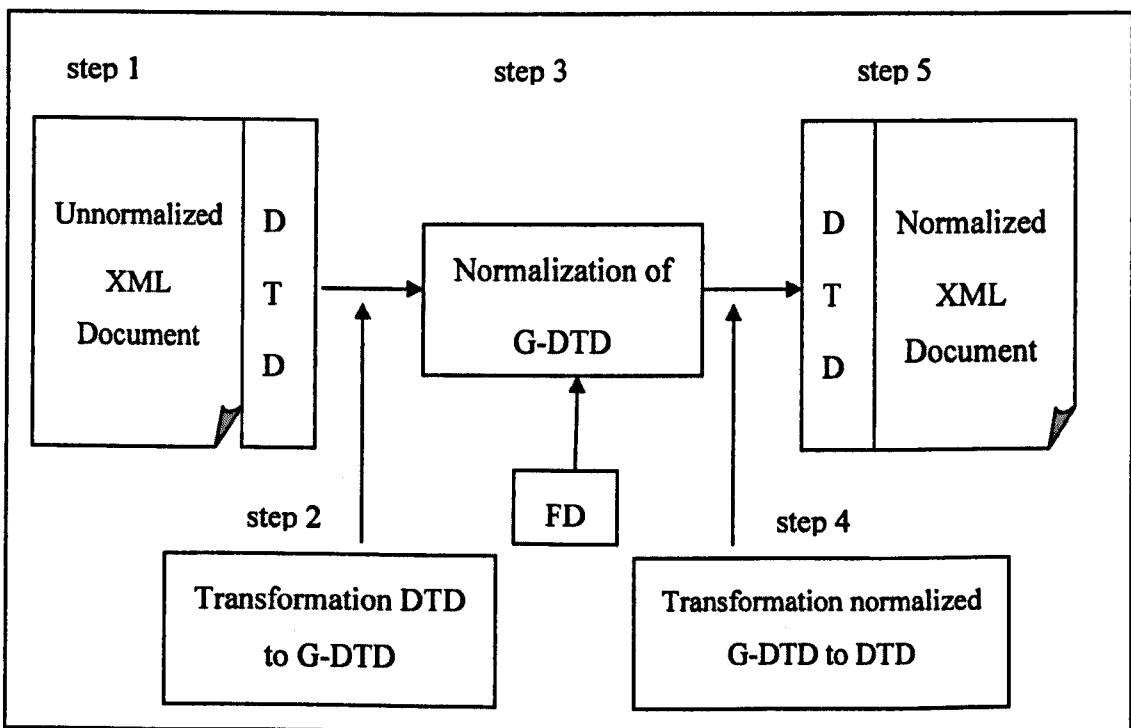 step 1
step 3
step 5
Unnormalized
XML
Document
D
T
D
Normalization of
G-DTD
D
T
D
Normalized
XML
Document
step 2
FD
step 4
Transformation DTD
to G-DTD
Transformation normalized
G-DTD to DTD